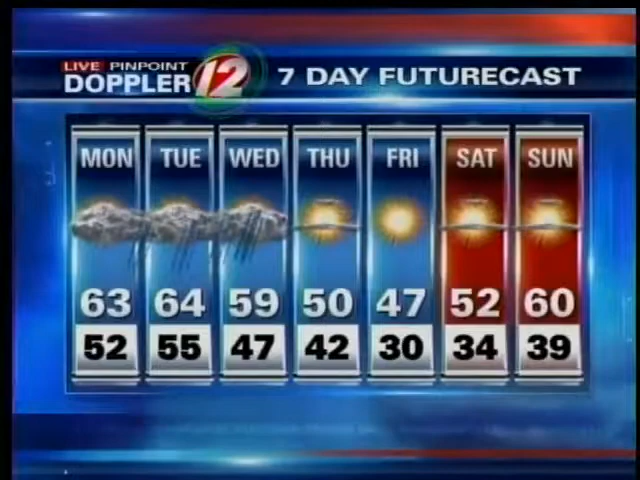 LIVE PINPOINT
DOPPLER 12
7 DAY FUTURECAST
MON TUE WED THU FRI SAT SUN
63 64 59 50 47 52 60
52 55 47 42 30 34 39